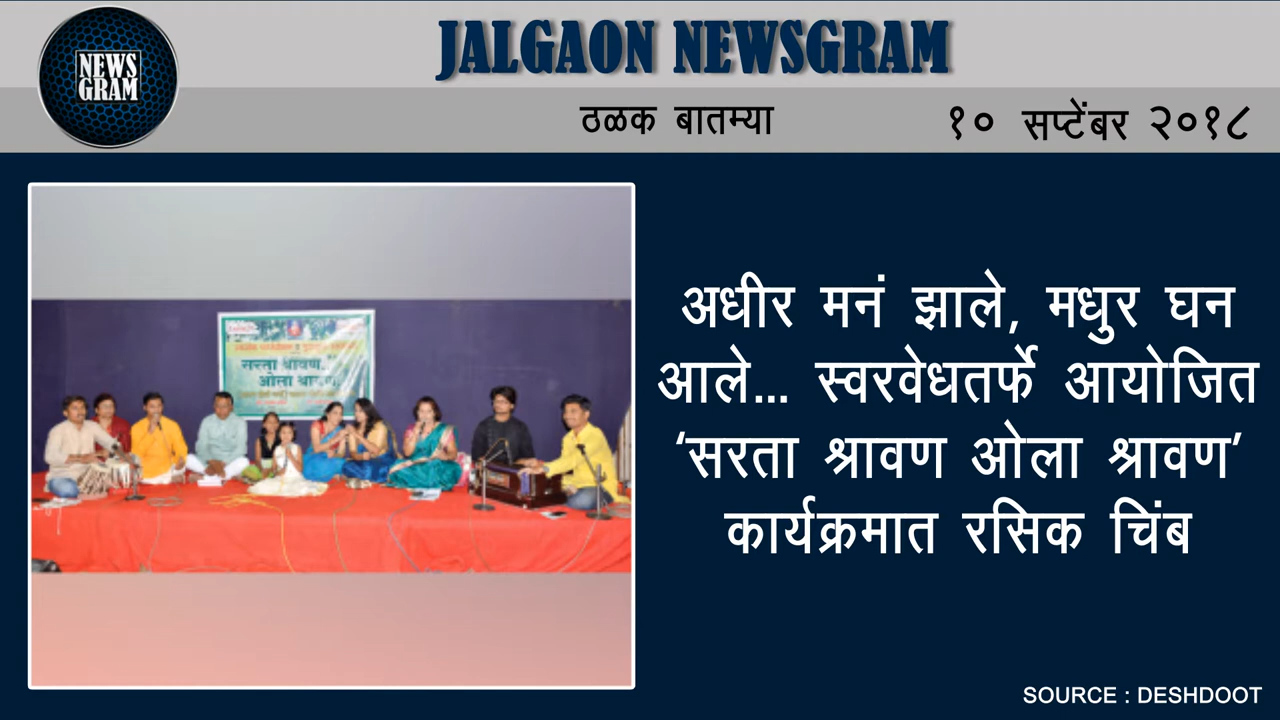 NEWS
GRAM
JALGAON NEWSGRAM
ठळक बातम्या
१० सप्टेंबर २०१८
सरता श्रावण,
ओला श्रावण
अधीर मनं झाले, मधुर घन
आले... स्वरवेधतर्फे आयोजित
‘सरता श्रावण ओला श्रावण’
कार्यक्रमात रसिक चिंब
SOURCE : DESHDOOT